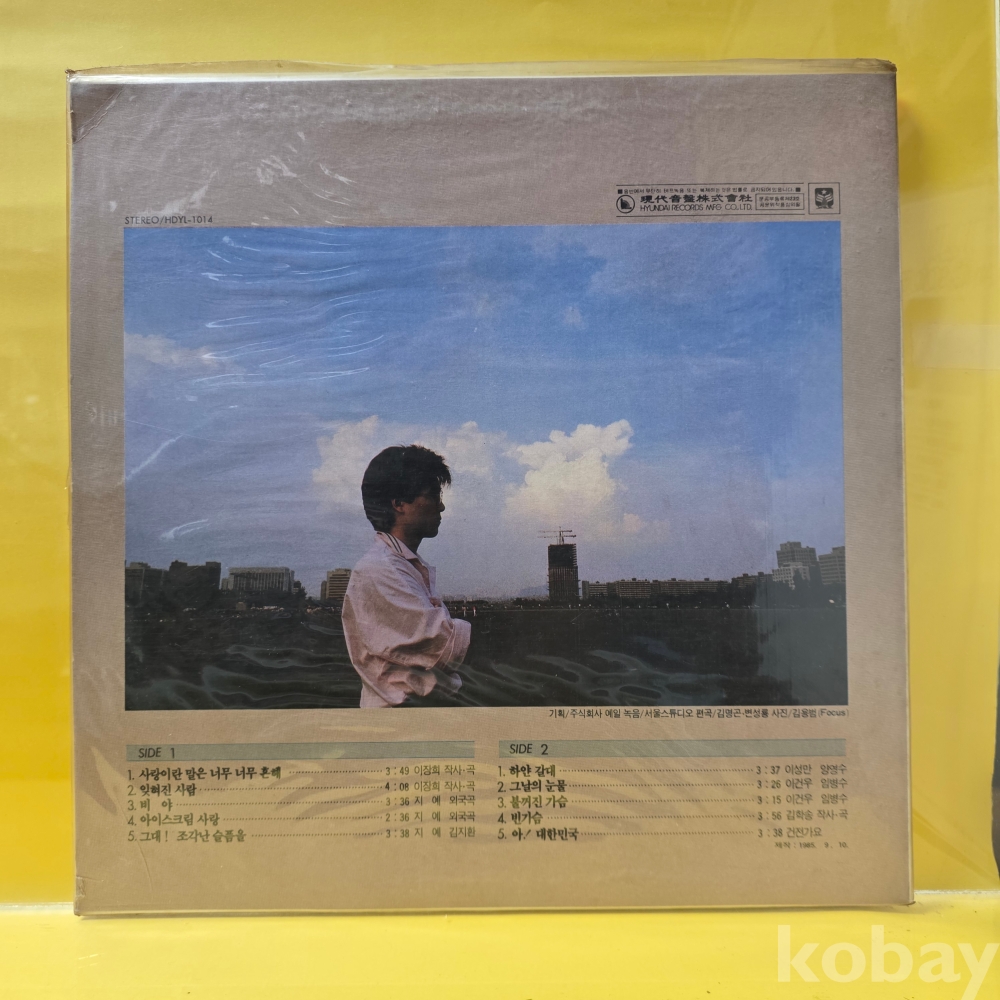 現代音盤株式會社
HYUNDAI RECORDS MFG. CO., LTD.
STEREO/HDYL-1014
기획/주식회사 예일 녹음/서울스튜디오 편곡/김명곤·변성룡 사진/김용범(Focus)
SIDE 1
1. 사랑이란 말은 너무 너무 흔해 3:49 이장희 작사·곡
2. 잊혀진 사람 4:08 이장희 작사·곡
3. 비야 3:36 지예 외국곡
4. 아이스크림 사랑 2:36 지예 외국곡
5. 그대! 조각난 슬픔을 3:38 지예 김지환
SIDE 2
1. 하얀 갈대 3:37 이성만 양영수
2. 그날의 눈물 3:26 이건우 임병수
3. 불꺼진 가슴 3:15 이건우 임병수
4. 빈가슴 3:56 김학송 작사·곡
5. 아! 대한민국 3:38 건전가요
제작: 1985. 9. 10.
kobay